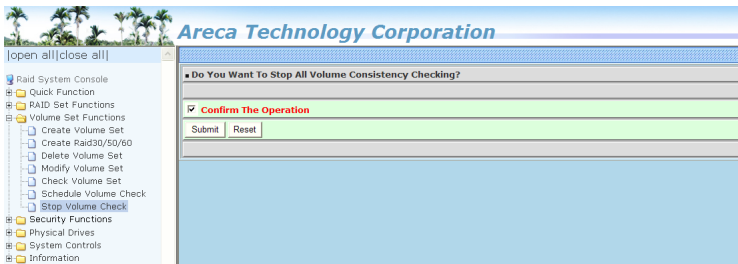 Areca Technology Corporation
|open all|close all|
Raid System Console
Quick Function
RAID Set Functions
Volume Set Functions
Create Volume Set
Create Raid30/50/60
Delete Volume Set
Modify Volume Set
Check Volume Set
Schedule Volume Check
Stop Volume Check
Security Functions
Physical Drives
System Controls
Information
Do You Want To Stop All Volume Consistency Checking?
Confirm The Operation
Submit Reset